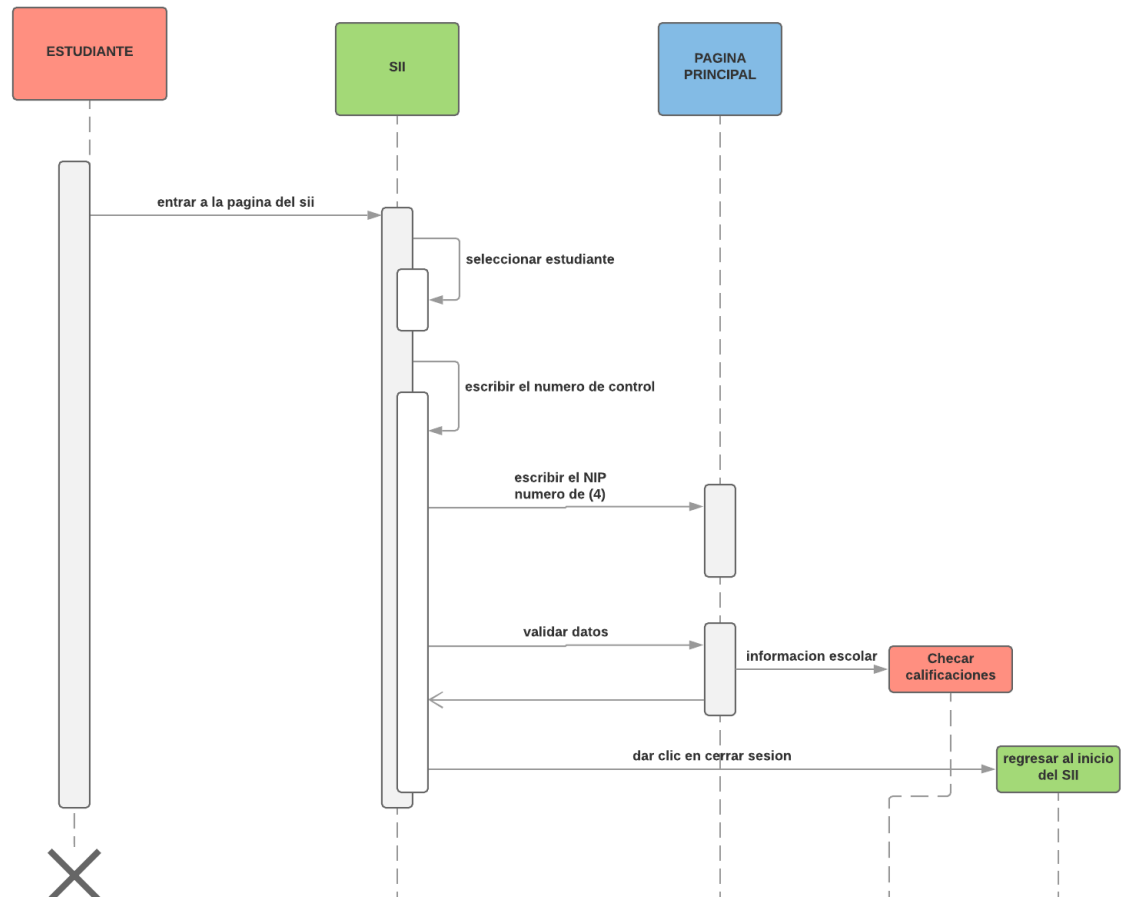 ESTUDIANTE
SII
PAGINA
PRINCIPAL
entrar a la pagina del sii
seleccionar estudiante
escribir el numero de control
escribir el NIP
numero de (4)
validar datos
informacion escolar
Checar
calificaciones
dar clic en cerrar sesion
regresar al inicio
del SII